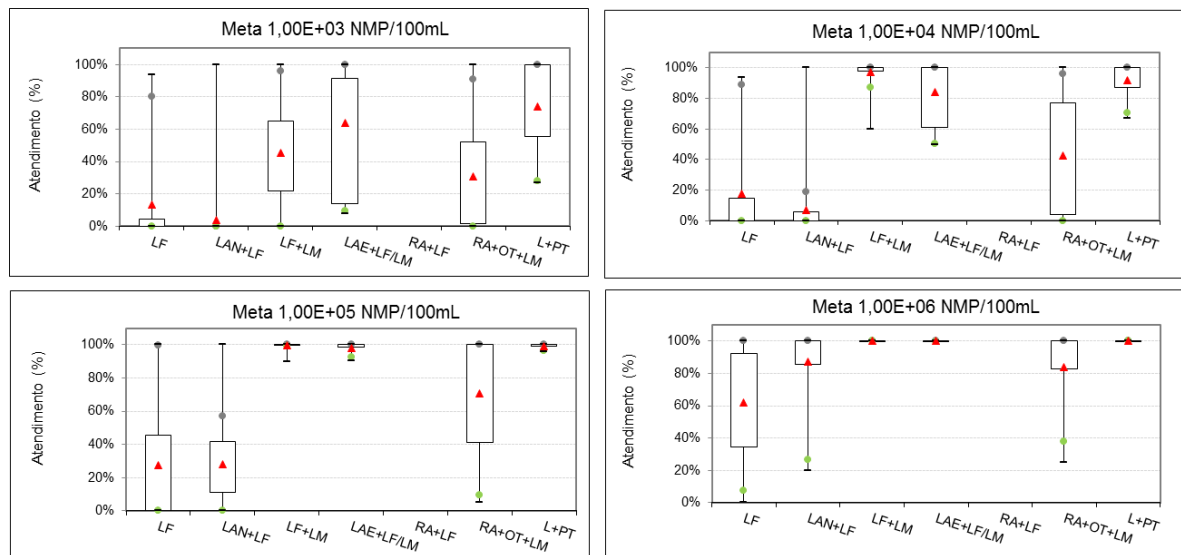 Meta 1,00E+03 NMP/100mL
Atendimento (%)
100%
80%
60%
40%
20%
0%
LF
LAN+LF
LF+LM
LAE+LF/LM
RA+LF
RA+OT+LM
L+PT
Meta 1,00E+04 NMP/100mL
Atendimento (%)
100%
80%
60%
40%
20%
0%
LF
LAN+LF
LF+LM
LAE+LF/LM
RA+LF
RA+OT+LM
L+PT
Meta 1,00E+05 NMP/100mL
Atendimento (%)
100%
80%
60%
40%
20%
0%
LF
LAN+LF
LF+LM
LAE+LF/LM
RA+LF
RA+OT+LM
L+PT
Meta 1,00E+06 NMP/100mL
Atendimento (%)
100%
80%
60%
40%
20%
0%
LF
LAN+LF
LF+LM
LAE+LF/LM
RA+LF
RA+OT+LM
L+PT